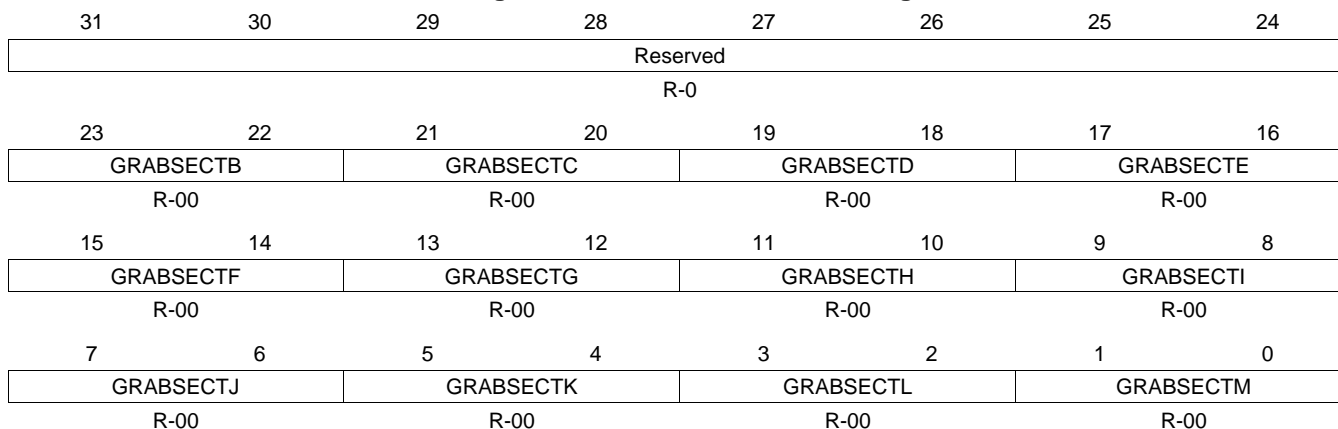 31 30 29 28 27 26 25 24
Reserved
R-0
23 22 21 20 19 18 17 16
GRABSECTB GRABSECTC GRABSECTD GRABSECTE
R-00 R-00 R-00 R-00
15 14 13 12 11 10 9 8
GRABSECTF GRABSECTG GRABSECTH GRABSECTI
R-00 R-00 R-00 R-00
7 6 5 4 3 2 1 0
GRABSECTJ GRABSECTK GRABSECTL GRABSECTM
R-00 R-00 R-00 R-00